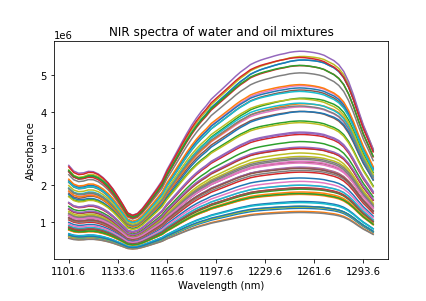 NIR spectra of water and oil mixtures
1e6
5
4
3
2
1
Absorbance
1101.6 1133.6 1165.6 1197.6 1229.6 1261.6 1293.6
Wavelength (nm)